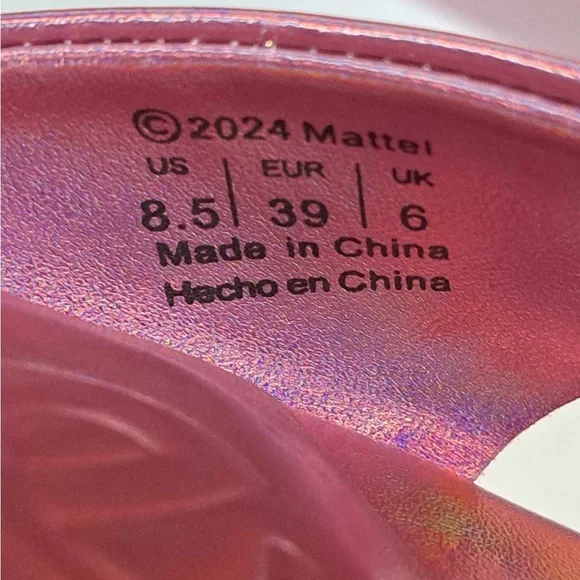 ©2024 Mattel
US | EUR | UK
8.5 | 39 | 6
Made in China
Hecho en China